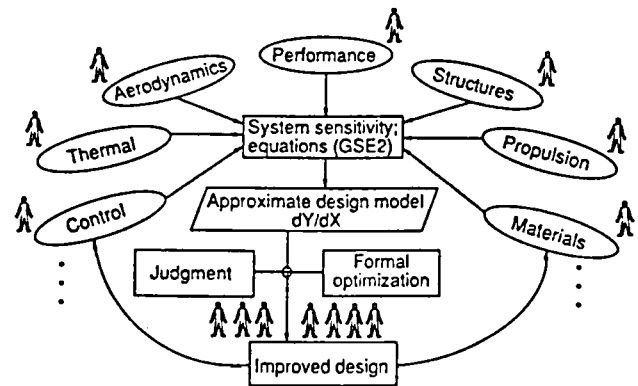 Performance
Aerodynamics
Structures
System sensitivity;
equations (GSE2)
Thermal
Propulsion
Approximate design model
dY/dX
Control
Materials
Judgment
Formal
optimization
Improved design